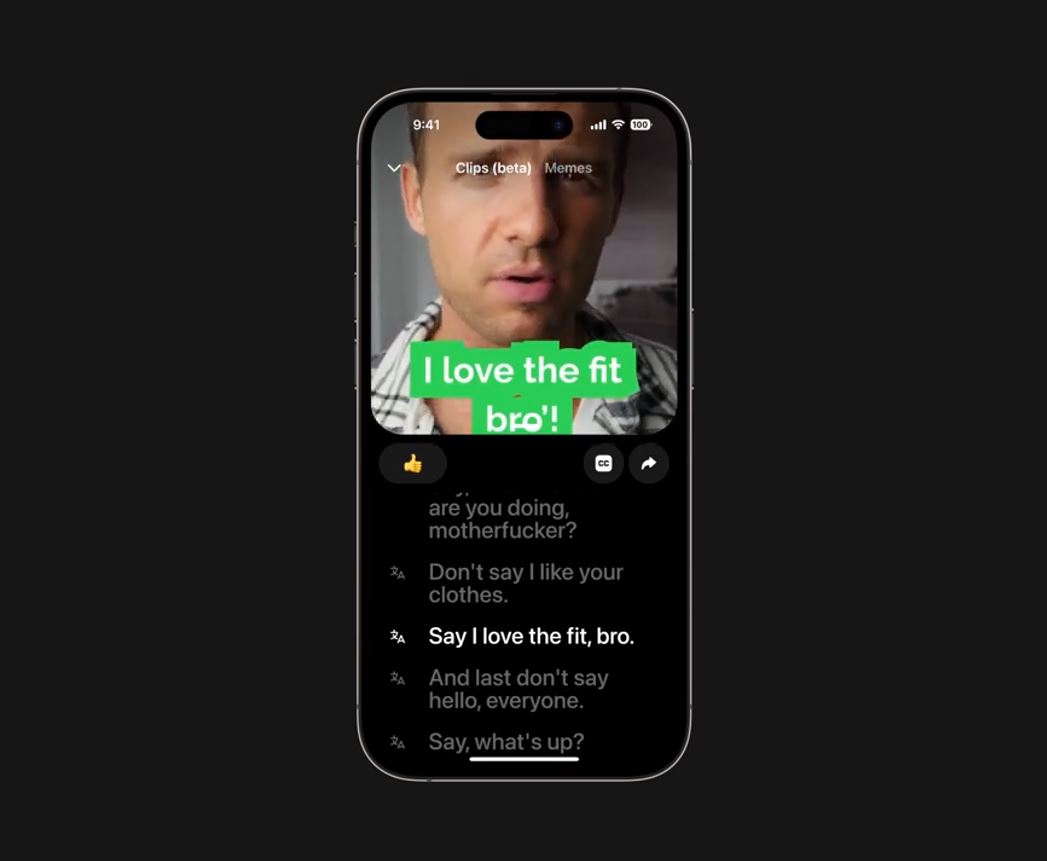 9:41
100
Clips (beta) Memes
I love the fit
bro'!
CC
are you doing,
motherfucker?
Don't say I like your
clothes.
Say I love the fit, bro.
And last don't say
hello, everyone.
Say, what's up?